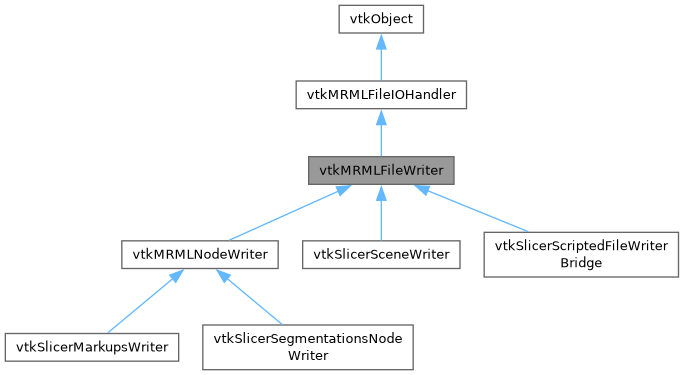 vtkObject
vtkMRMLFileIOHandler
vtkMRMLFileWriter
vtkMRMLNodeWriter
vtkSlicerSceneWriter
vtkSlicerScriptedFileWriter
Bridge
vtkSlicerMarkupsWriter
vtkSlicerSegmentationsNode
Writer